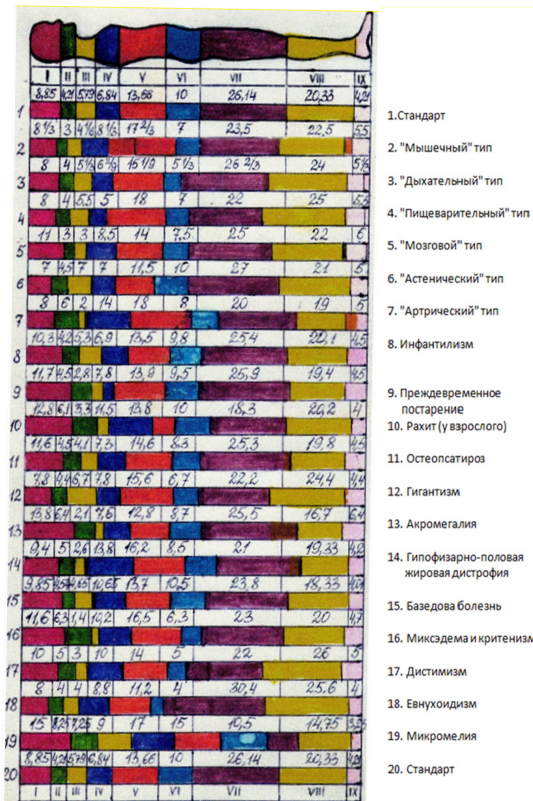 I II III IV V VI VII VIII IX
8,85 4,21 5,79 6,84 13,66 10 26,14 20,33 4,21
1
8 1/3 3 4 1/6 8 1/3 17 2/3 7 23,5 22,5 5,5
2
8 4 15 1/9 5 1/3 26 2/3 24
3
8 4 5,5 5 18 7 22 25
4
11 3 3 8,5 14 7,5 25 22 6
5
7 4,5 7 7 11,5 10 27 21 5
6
8 6 2 14 18 8 20 19 5
7
10,3 4,2 5,3 6,9 13,5 9,8 25,4 20,1 4,5
8
11,7 4,5 2,8 7,8 13,9 9,5 25,9 19,4 4,5
9
12,8 6,1 3,3 11,5 13,8 10 18,3 20,2 4
10
11,6 4,5 4,1 7,3 14,6 8,3 25,3 19,8 4,5
11
7,8 4,4 6,7 7,8 15,6 6,7 22,2 24,4 4,4
12
13,8 6,4 2,1 7,6 12,8 8,7 25,5 16,7 6,4
13
9,4 5 2,6 13,8 16,2 8,5 21 19,33
14
9,85 10,65 13,7 10,5 23,8 18,33
15
11,6 6,3 1,4 10,2 16,5 6,3 23 20 4,7
16
10 5 3 10 14 5 22 26 5
17
8 4 4 8,8 11,2 4 30,4 25,6 4
18
15 8,25 7,25 9 17 15 19,5 14,75
19
8,85 4,21 5,79 6,84 13,66 10 26,14 20,33 4,21
20
I II III IV V VI VII VIII IX
1.Стандарт
2. "Мышечный" тип
3. "Дыхательный" тип
4. "Пищеварительный" тип
5. "Мозговой" тип
6. "Астенический" тип
7. "Артрический" тип
8. Инфантилизм
9. Преждевременное
постарение
10. Рахит (у взрослого)
11. Остеопсатироз
12. Гигантизм
13. Акромегалия
14. Гипофизарно-половая
жировая дистрофия
15. Базедова болезнь
16. Миксэдема и критенизм
17. Дистимизм
18. Евнухоидизм
19. Микромелия
20. Стандарт